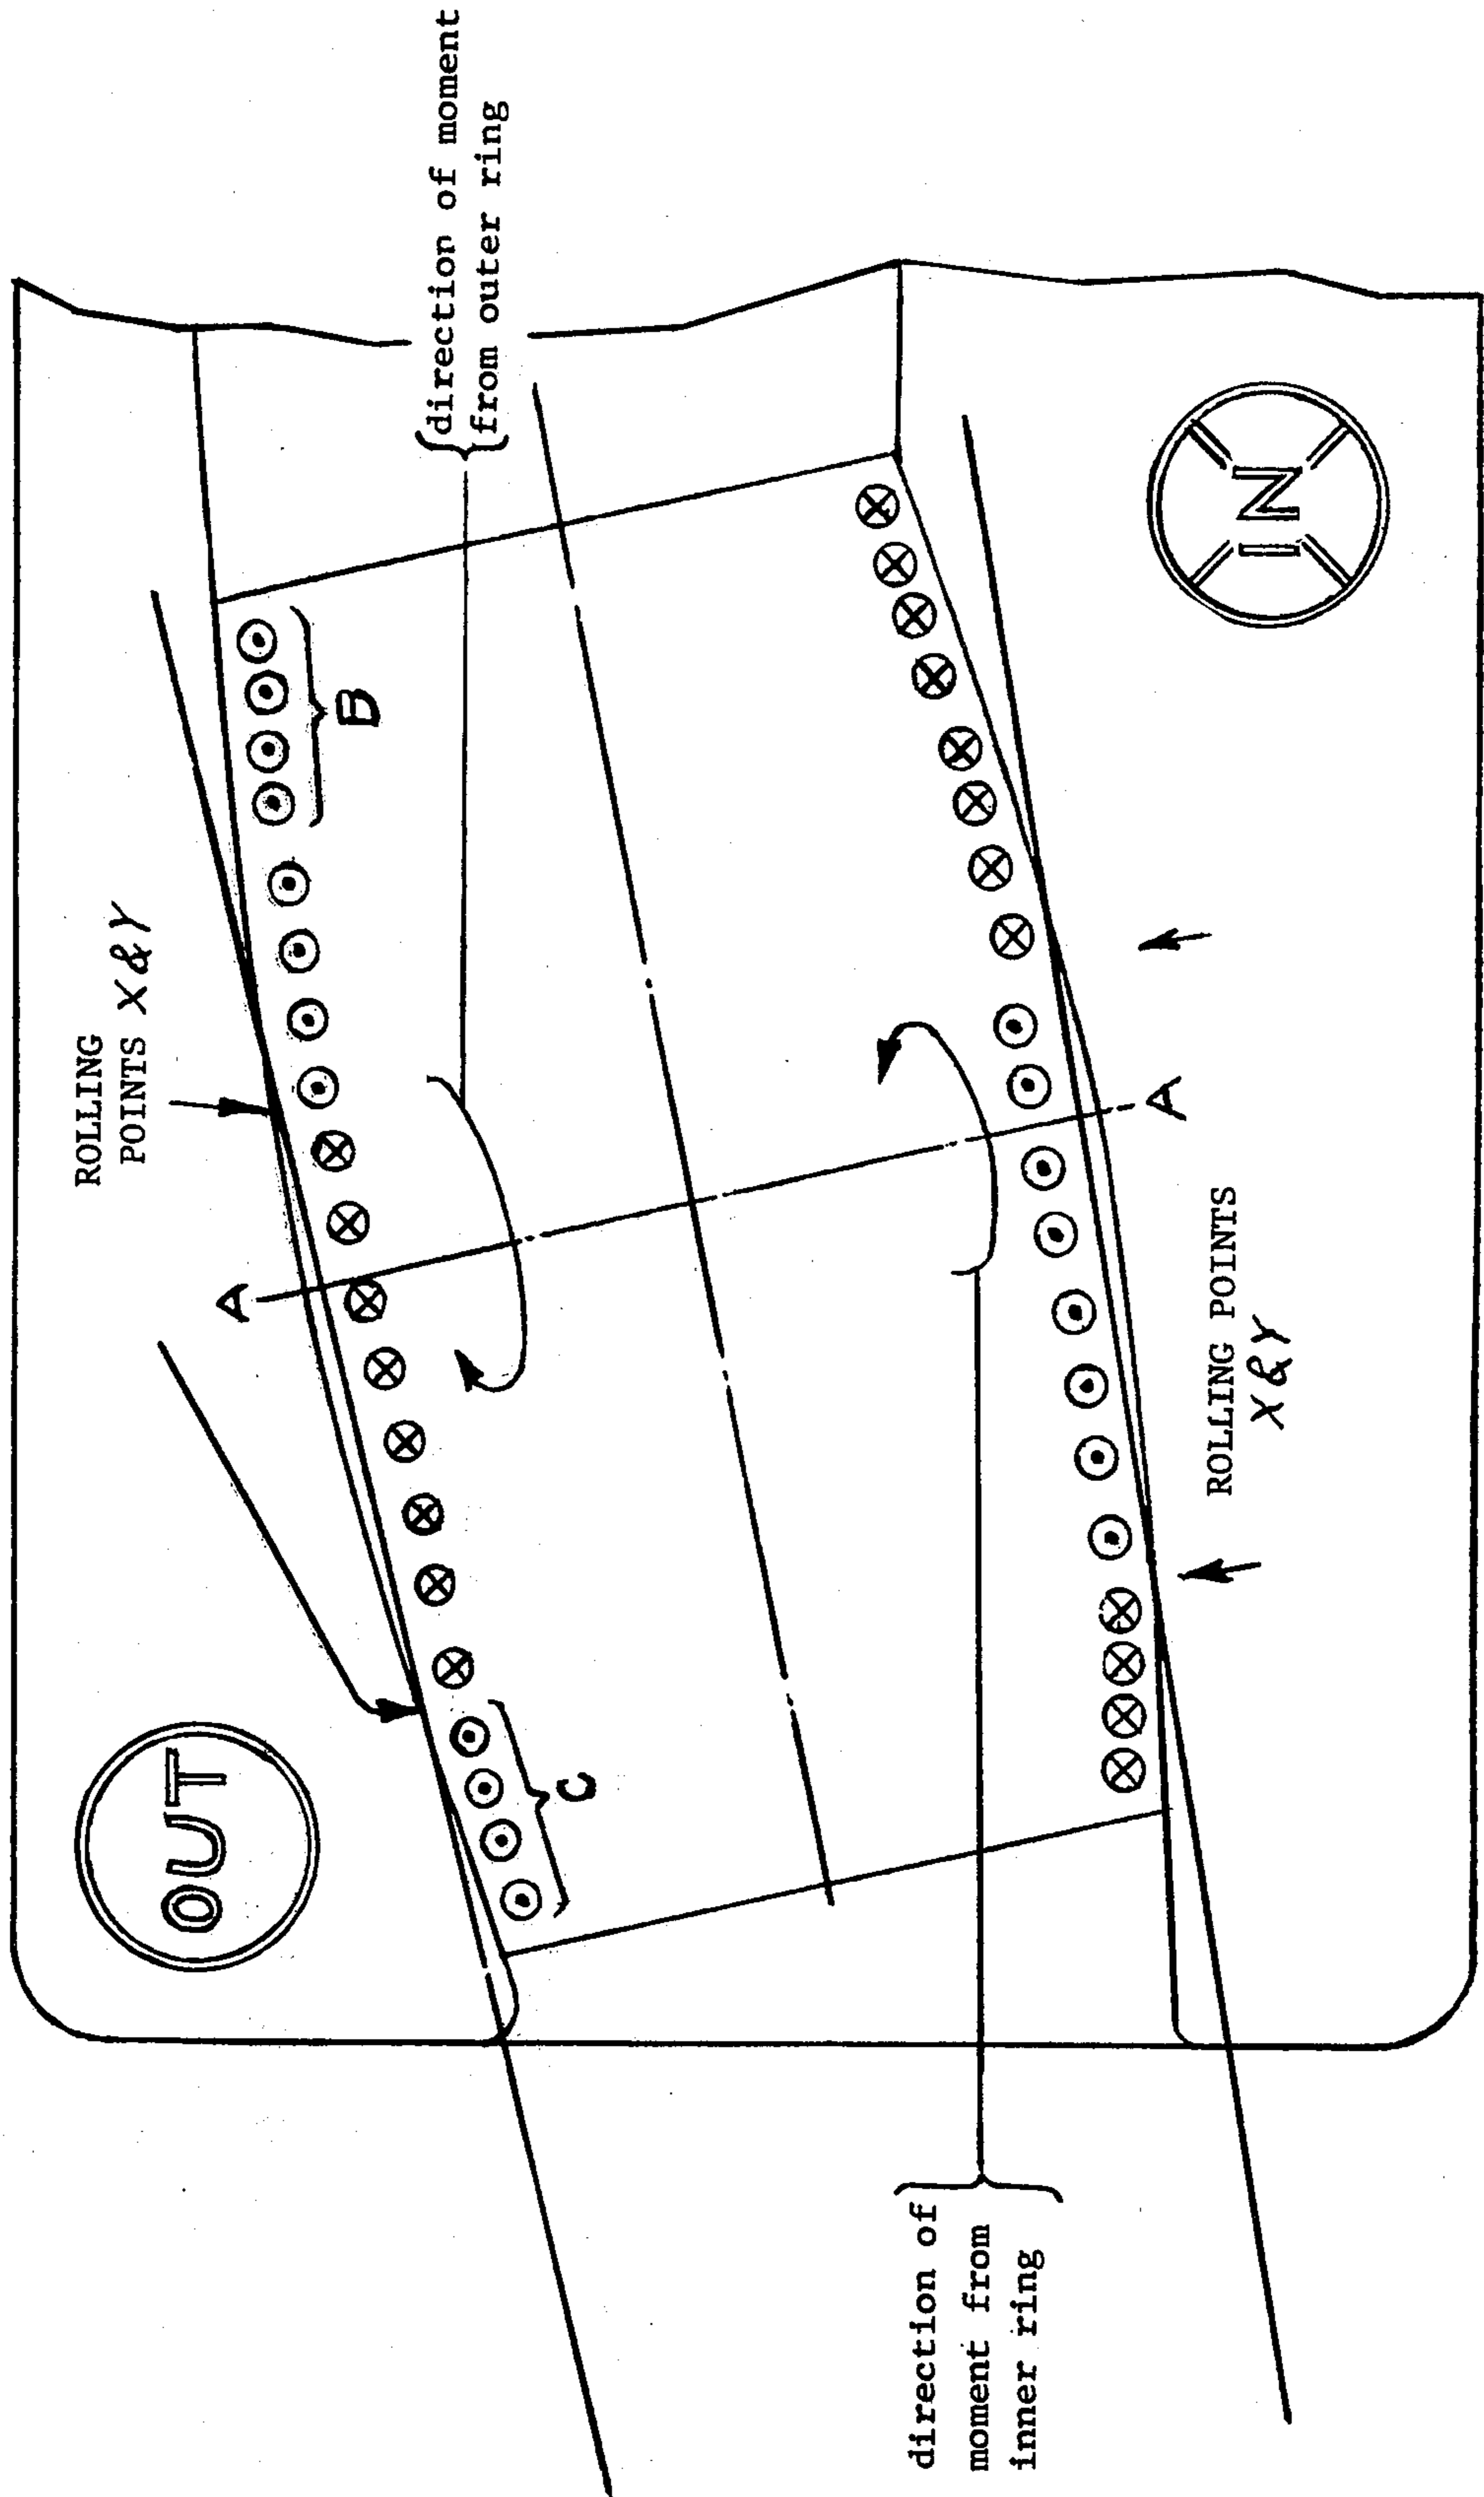 OUT
ROLLING
POINTS X&Y
direction of moment
from outer ring
A
B
C
direction of
moment from
inner ring
A
ROLLING POINTS
X&Y
IN